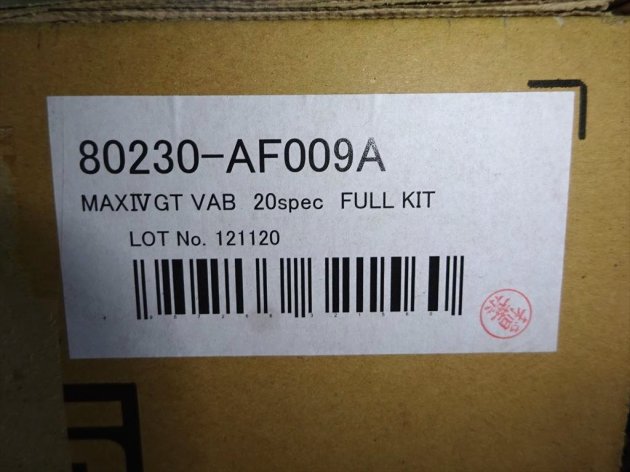 80230-AF009A
MAXⅣGT VAB 20spec FULL KIT
LOT No. 121120